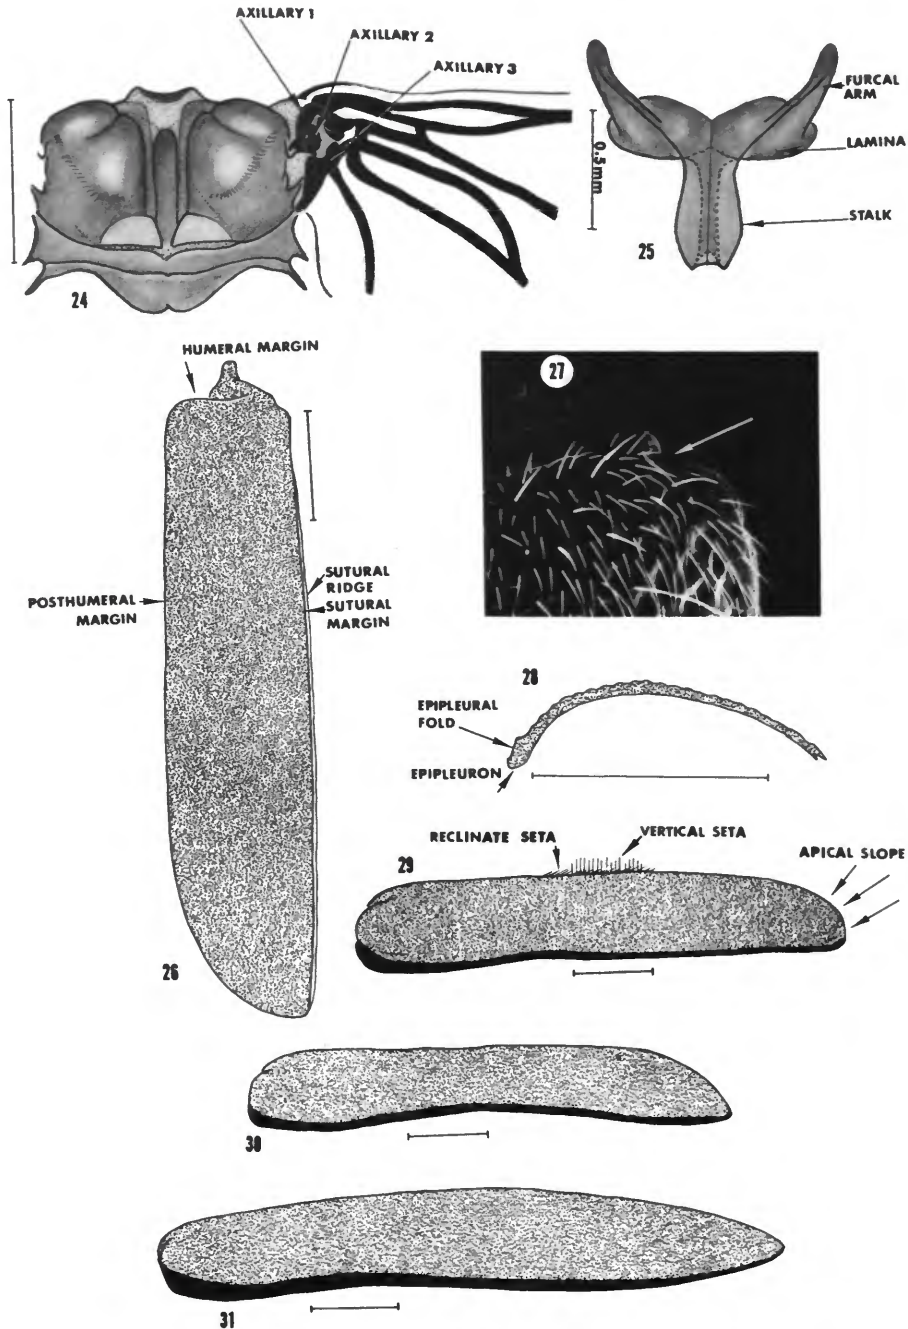 AXILLARY 1
AXILLARY 2
AXILLARY 3
24
FURCAL
ARM
LAMINA
STALK
0.5mm
25
HUMERAL MARGIN
POSTHUMERAL
MARGIN
SUTURAL
RIDGE
SUTURAL
MARGIN
26
27
28
EPIPLEURAL
FOLD
EPIPLEURON
RECLINATE SETA
VERTICAL SETA
APICAL SLOPE
29
30
31